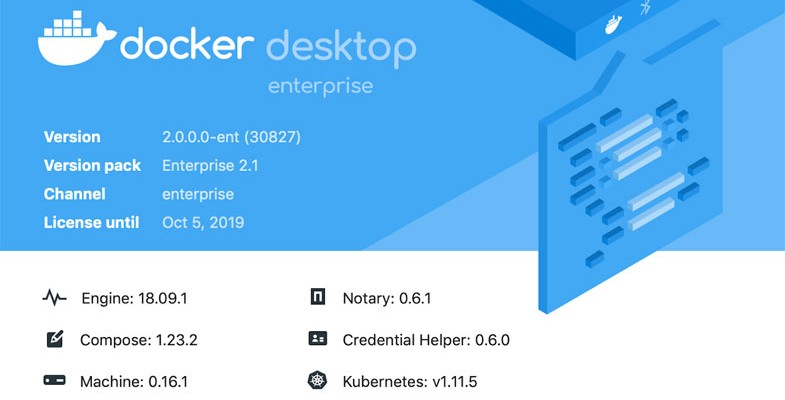 docker desktop
enterprise
Version 2.0.0.0-ent (30827)
Version pack Enterprise 2.1
Channel enterprise
License until Oct 5, 2019
Engine: 18.09.1
Notary: 0.6.1
Compose: 1.23.2
Credential Helper: 0.6.0
Machine: 0.16.1
Kubernetes: v1.11.5